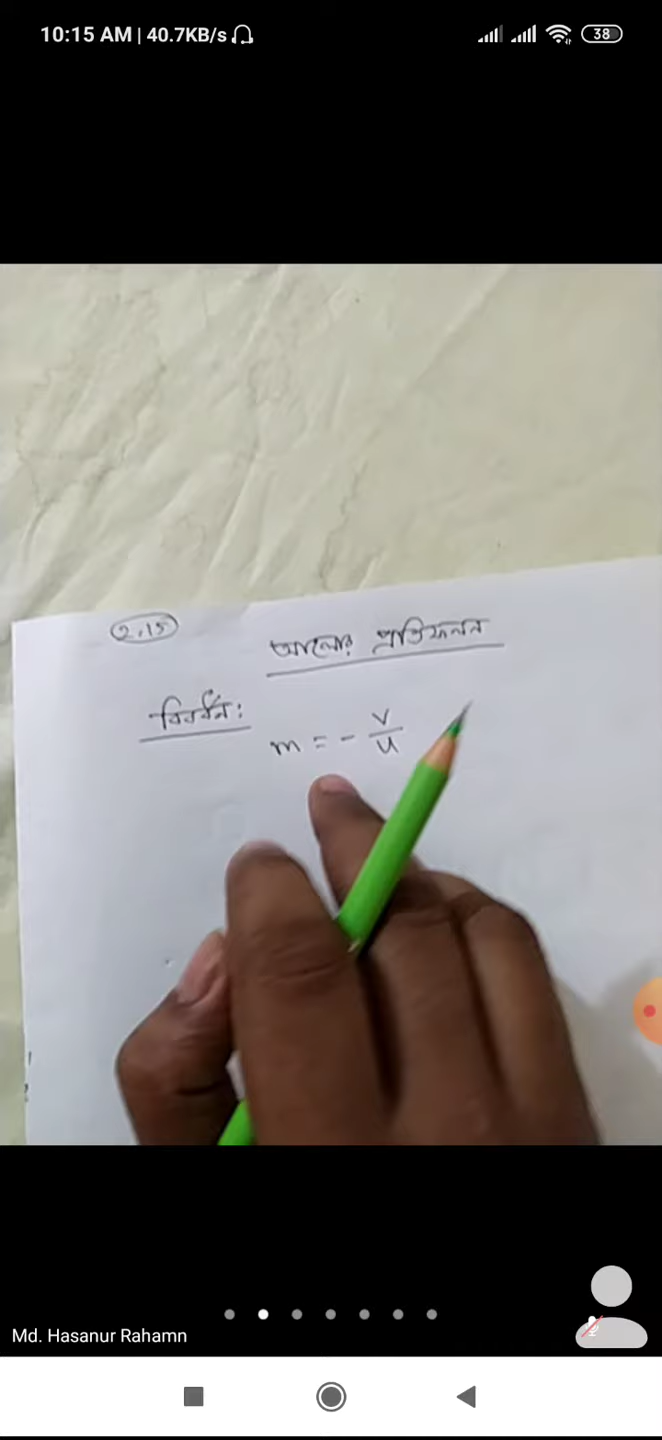 10:15 AM | 40.7KB/s
38
2.15
আলোর প্রতিফলন
বিবর্ধন:
m = - v/u
Md. Hasanur Rahamn